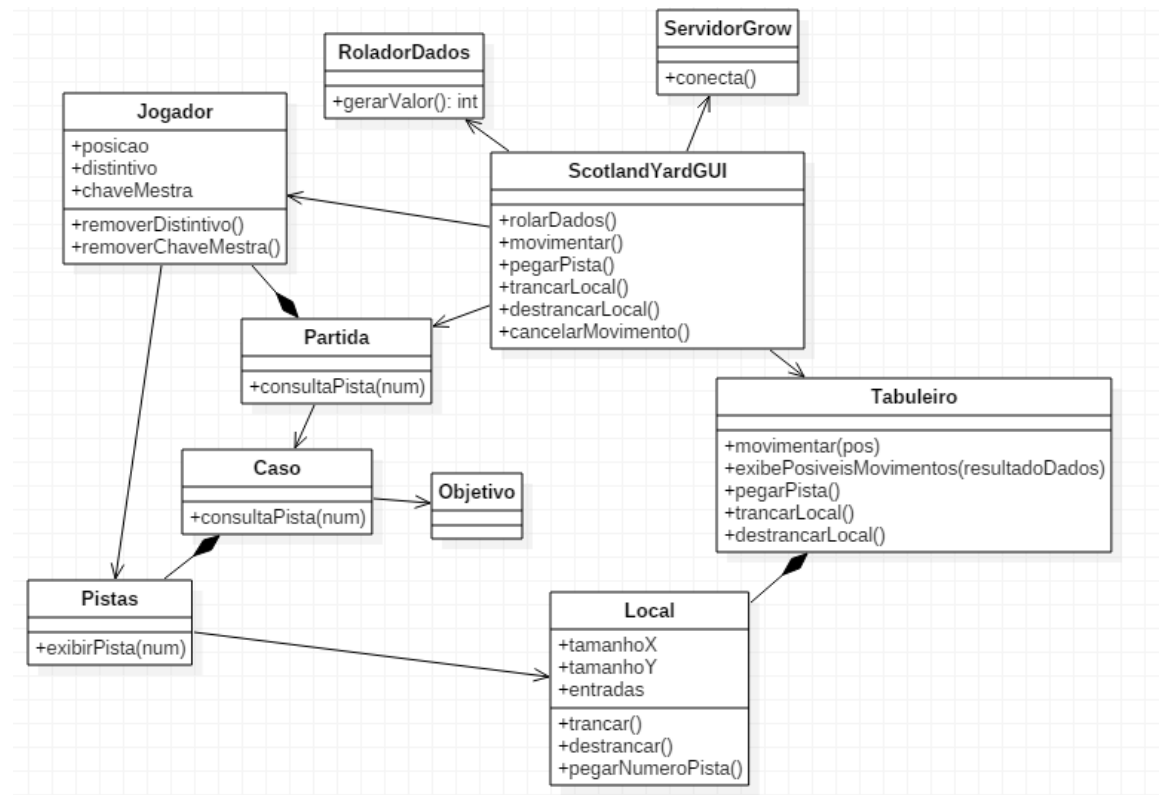 RoladorDados
+gerarValor(): int
ServidorGrow
+conecta()
Jogador
+posicao
+distintivo
+chaveMestra
+removerDistintivo()
+removerChaveMestra()
ScotlandYardGUI
+rolarDados()
+movimentar()
+pegarPista()
+trancarLocal()
+destrancarLocal()
+cancelarMovimento()
Partida
+consultaPista(num)
Tabuleiro
+movimentar(pos)
+exibePosiveisMovimentos(resultadoDados)
+pegarPista()
+trancarLocal()
+destrancarLocal()
Caso
+consultaPista(num)
Objetivo
Pistas
+exibirPista(num)
Local
+tamanhoX
+tamanhoY
+entradas
+trancar()
+destrancar()
+pegarNumeroPista()